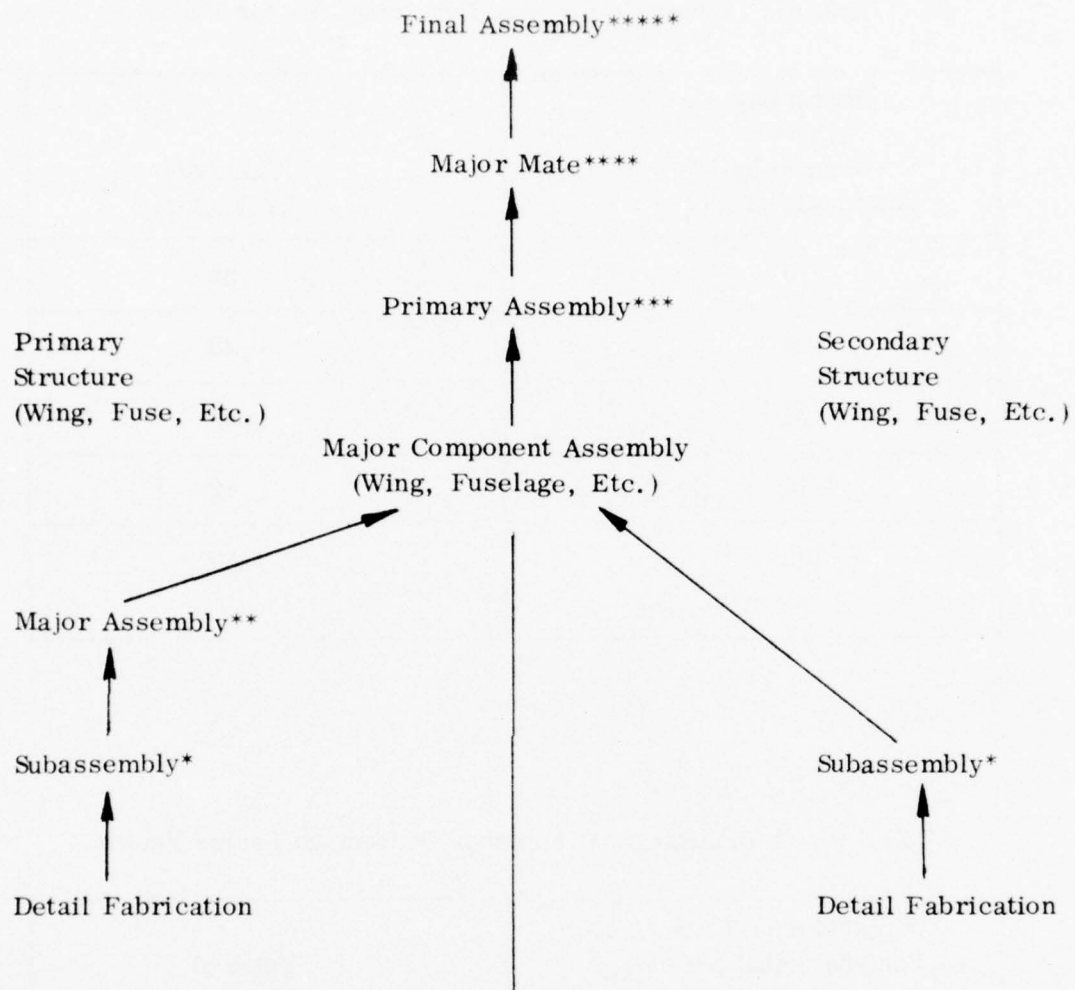 Final Assembly*****
Major Mate****
Primary Assembly***
Primary
Structure
(Wing, Fuse, Etc.)
Secondary
Structure
(Wing, Fuse, Etc.)
Major Component Assembly
(Wing, Fuselage, Etc.)
Major Assembly**
Subassembly*
Subassembly*
Detail Fabrication
Detail Fabrication